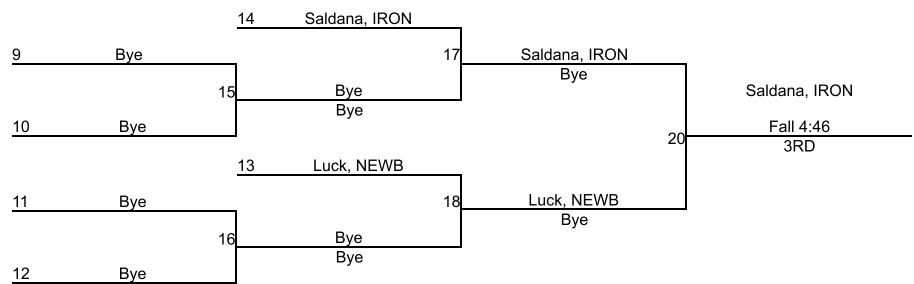 14 Saldana, IRON
9 Bye
17 Saldana, IRON
Bye
15 Bye
Bye
Saldana, IRON
10 Bye
20 Fall 4:46
3RD
13 Luck, NEWB
11 Bye
18 Luck, NEWB
Bye
16 Bye
Bye
12 Bye